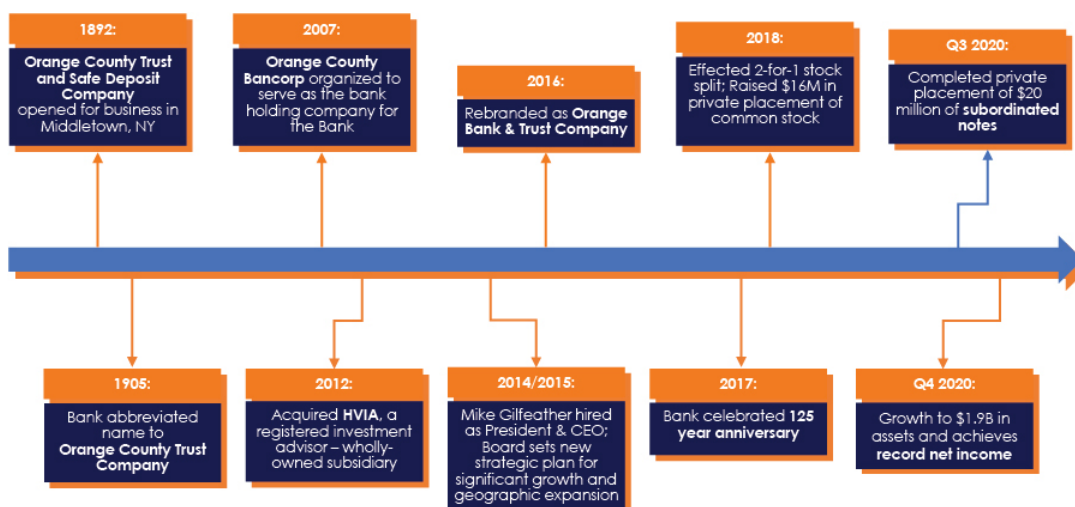 1892:
Orange County Trust
and Safe Deposit
Company
opened for business in
Middletown, NY
2007:
Orange County
Bancorp organized to
serve as the bank
holding company for
the Bank
2016:
Rebranded as Orange
Bank & Trust Company
2018:
Effected 2-for-1 stock
split; Raised $16M in
private placement of
common stock
Q3 2020:
Completed private
placement of $20
million of subordinated
notes
1905:
Bank abbreviated
name to
Orange County Trust
Company
2012:
Acquired HVIA, a
registered investment
advisor – wholly-
owned subsidiary
2014/2015:
Mike Gilfeather hired
as President & CEO;
Board sets new
strategic plan for
significant growth and
geographic expansion
2017:
Bank celebrated 125
year anniversary
Q4 2020:
Growth to $1.9B in
assets and achieves
record net income